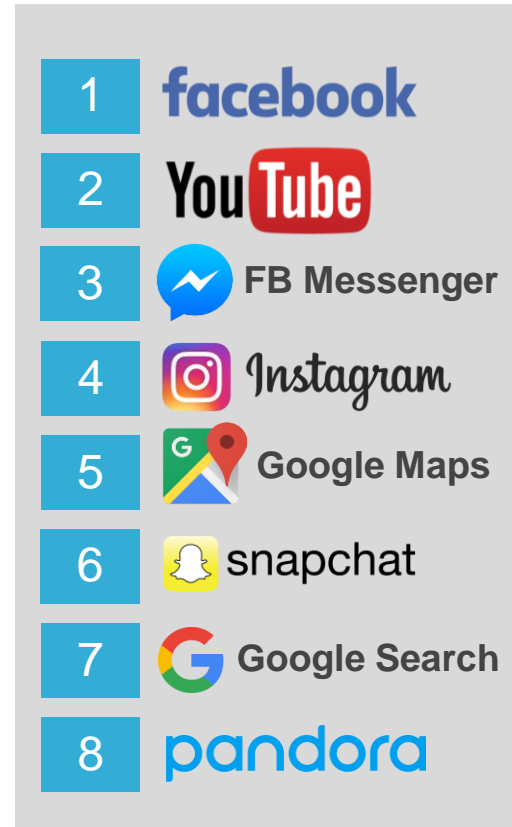 1 facebook
2 YouTube
3 FB Messenger
4 Instagram
5 G Google Maps
6 snapchat
7 G Google Search
8 pandora